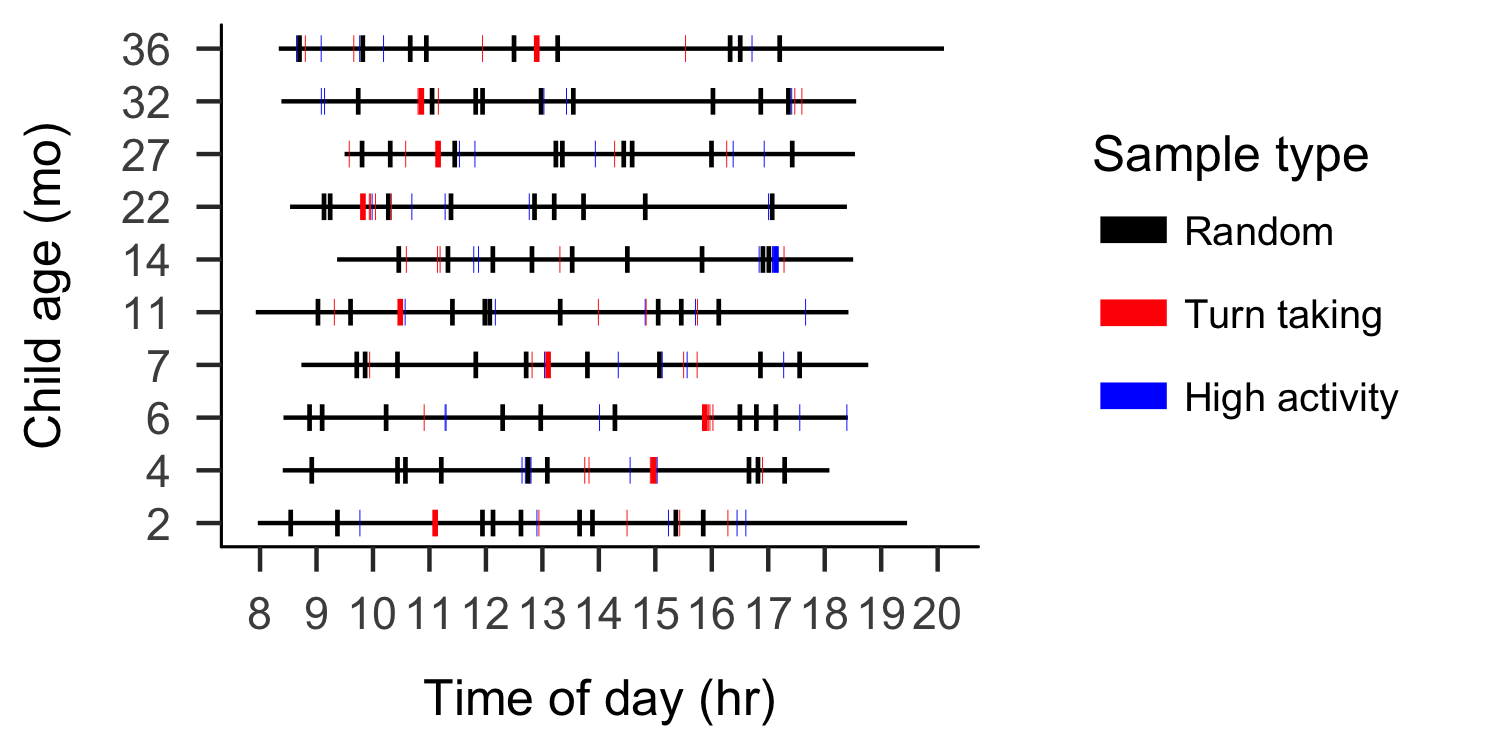 Child age (mo)
36
32
27
22
14
11
7
6
4
2
8 9 10 11 12 13 14 15 16 17 18 19 20
Time of day (hr)
Sample type
Random
Turn taking
High activity